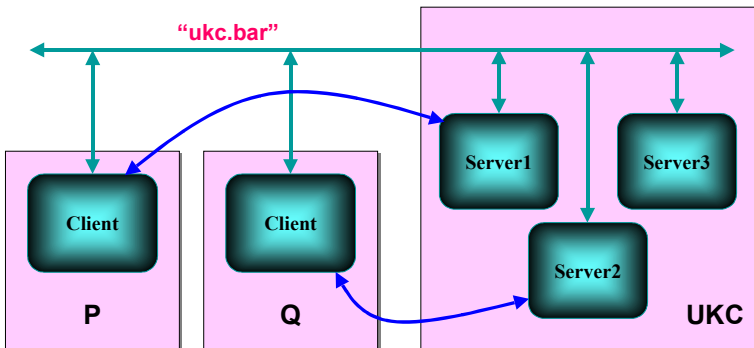 “ukc.bar”
Server1
Server3
Client
Client
Server2
P
Q
UKC